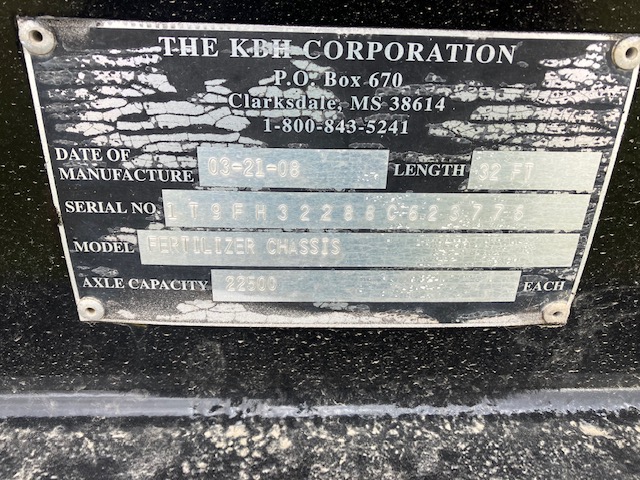 THE KBH CORPORATION
P.O. Box 670
Clarksdale, MS 38614
1-800-843-5241
DATE OF MANUFACTURE 03-21-06 LENGTH 32 FT
SERIAL NO.
MODEL FERTILIZER CHASSIS
AXLE CAPACITY 22500 EACH